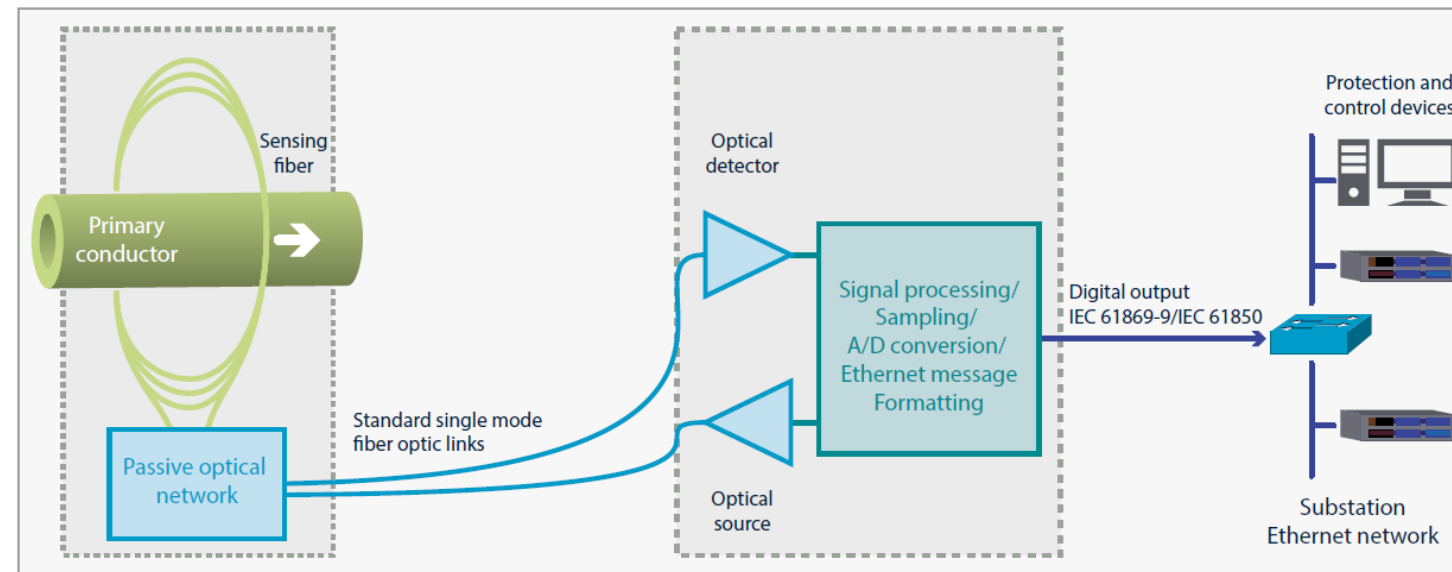 Sensing
fiber
Primary
conductor
Passive optical
network
Standard single mode
fiber optic links
Optical
detector
Signal processing/
Sampling/
A/D conversion/
Ethernet message
Formatting
Optical
source
Digital output
IEC 61869-9/IEC 61850
Protection and
control devices
Substation
Ethernet network